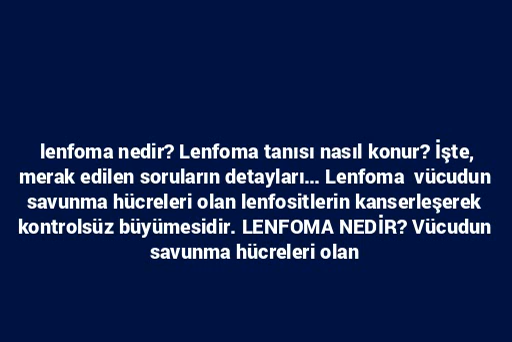 lenfoma nedir? Lenfoma tanısı nasıl konur? İşte,
merak edilen soruların detayları... Lenfoma  vücudun
savunma hücreleri olan lenfositlerin kanserleşerek
kontrolsüz büyümesidir. LENFOMA NEDİR? Vücudun
savunma hücreleri olan